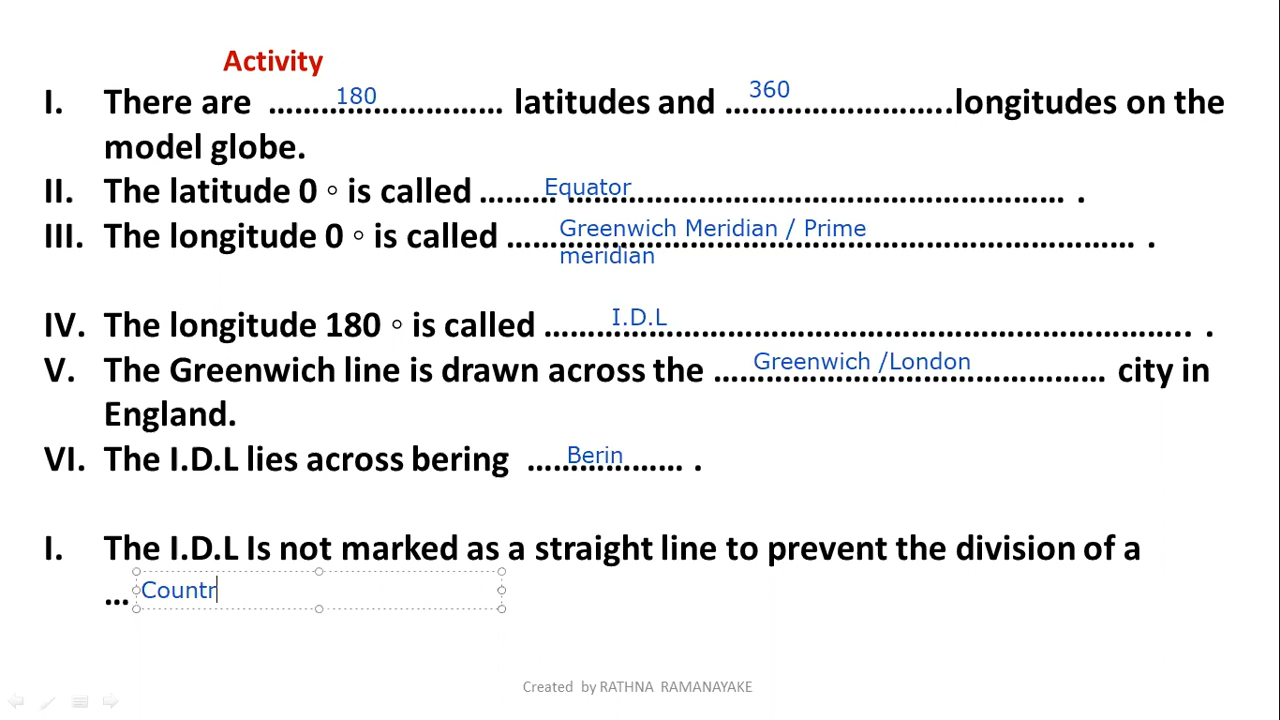 Activity
I. There are ……… 180 ……… latitudes and ……… 360 ………..longitudes on the
model globe.
II. The latitude 0 ◦ is called ……… Equator ……………………………… .
III. The longitude 0 ◦ is called ……… Greenwich Meridian / Prime ……………… .
meridian
IV. The longitude 180 ◦ is called ……… I.D.L ……………………………….. .
V. The Greenwich line is drawn across the ……… Greenwich /London ……… city in
England.
VI. The I.D.L lies across bering ……… Berin ……… .
I. The I.D.L Is not marked as a straight line to prevent the division of a
… Countr
Created by RATHNA RAMANAYAKE